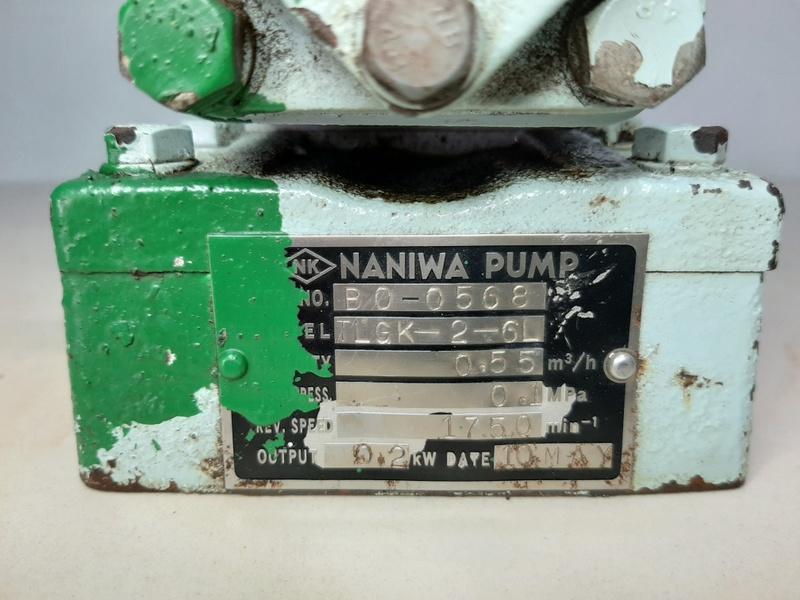 NK NANIWA PUMP
NO. BO-0568
EL TLGK-2-6L
TY 0.55 m³/h
PRESS. 0.1 MPa
REV. SPEED 1750 min⁻¹
OUTPUT 0.2 KW DATE 10 MAY